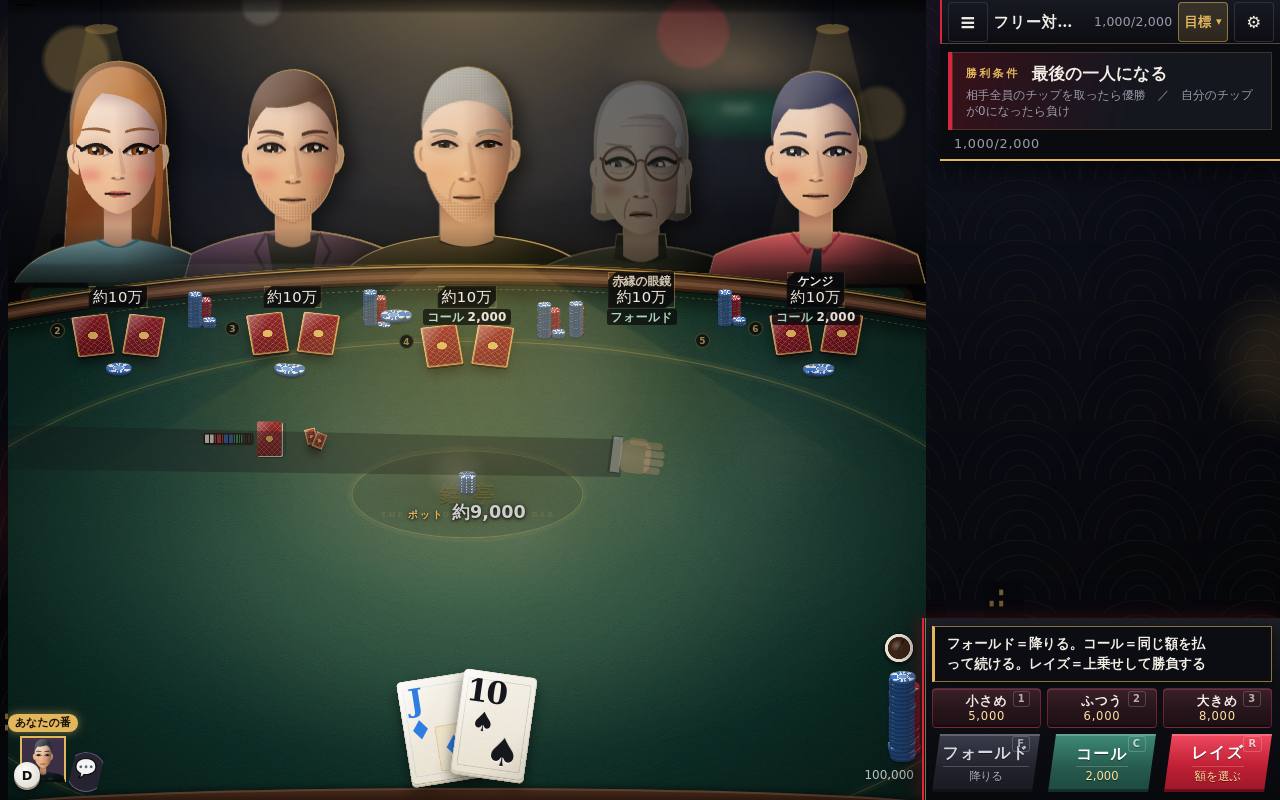 フリー対…
1,000/2,000
目標▾
勝利条件 最後の一人になる
相手全員のチップを取ったら優勝 ／ 自分のチップ
が0になったら負け
1,000/2,000
約10万
約10万
約10万
コール 2,000
赤縁の眼鏡
約10万
フォールド
ケンジ
約10万
コール 2,000
2
3
4
5
6
ポット 約9,000
J
10
あなたの番
D
100,000
フォールド＝降りる。コール＝同じ額を払
って続ける。レイズ＝上乗せして勝負する
小さめ 1
5,000
ふつう 2
6,000
大きめ 3
8,000
フォールド F
降りる
コール C
2,000
レイズ R
額を選ぶ